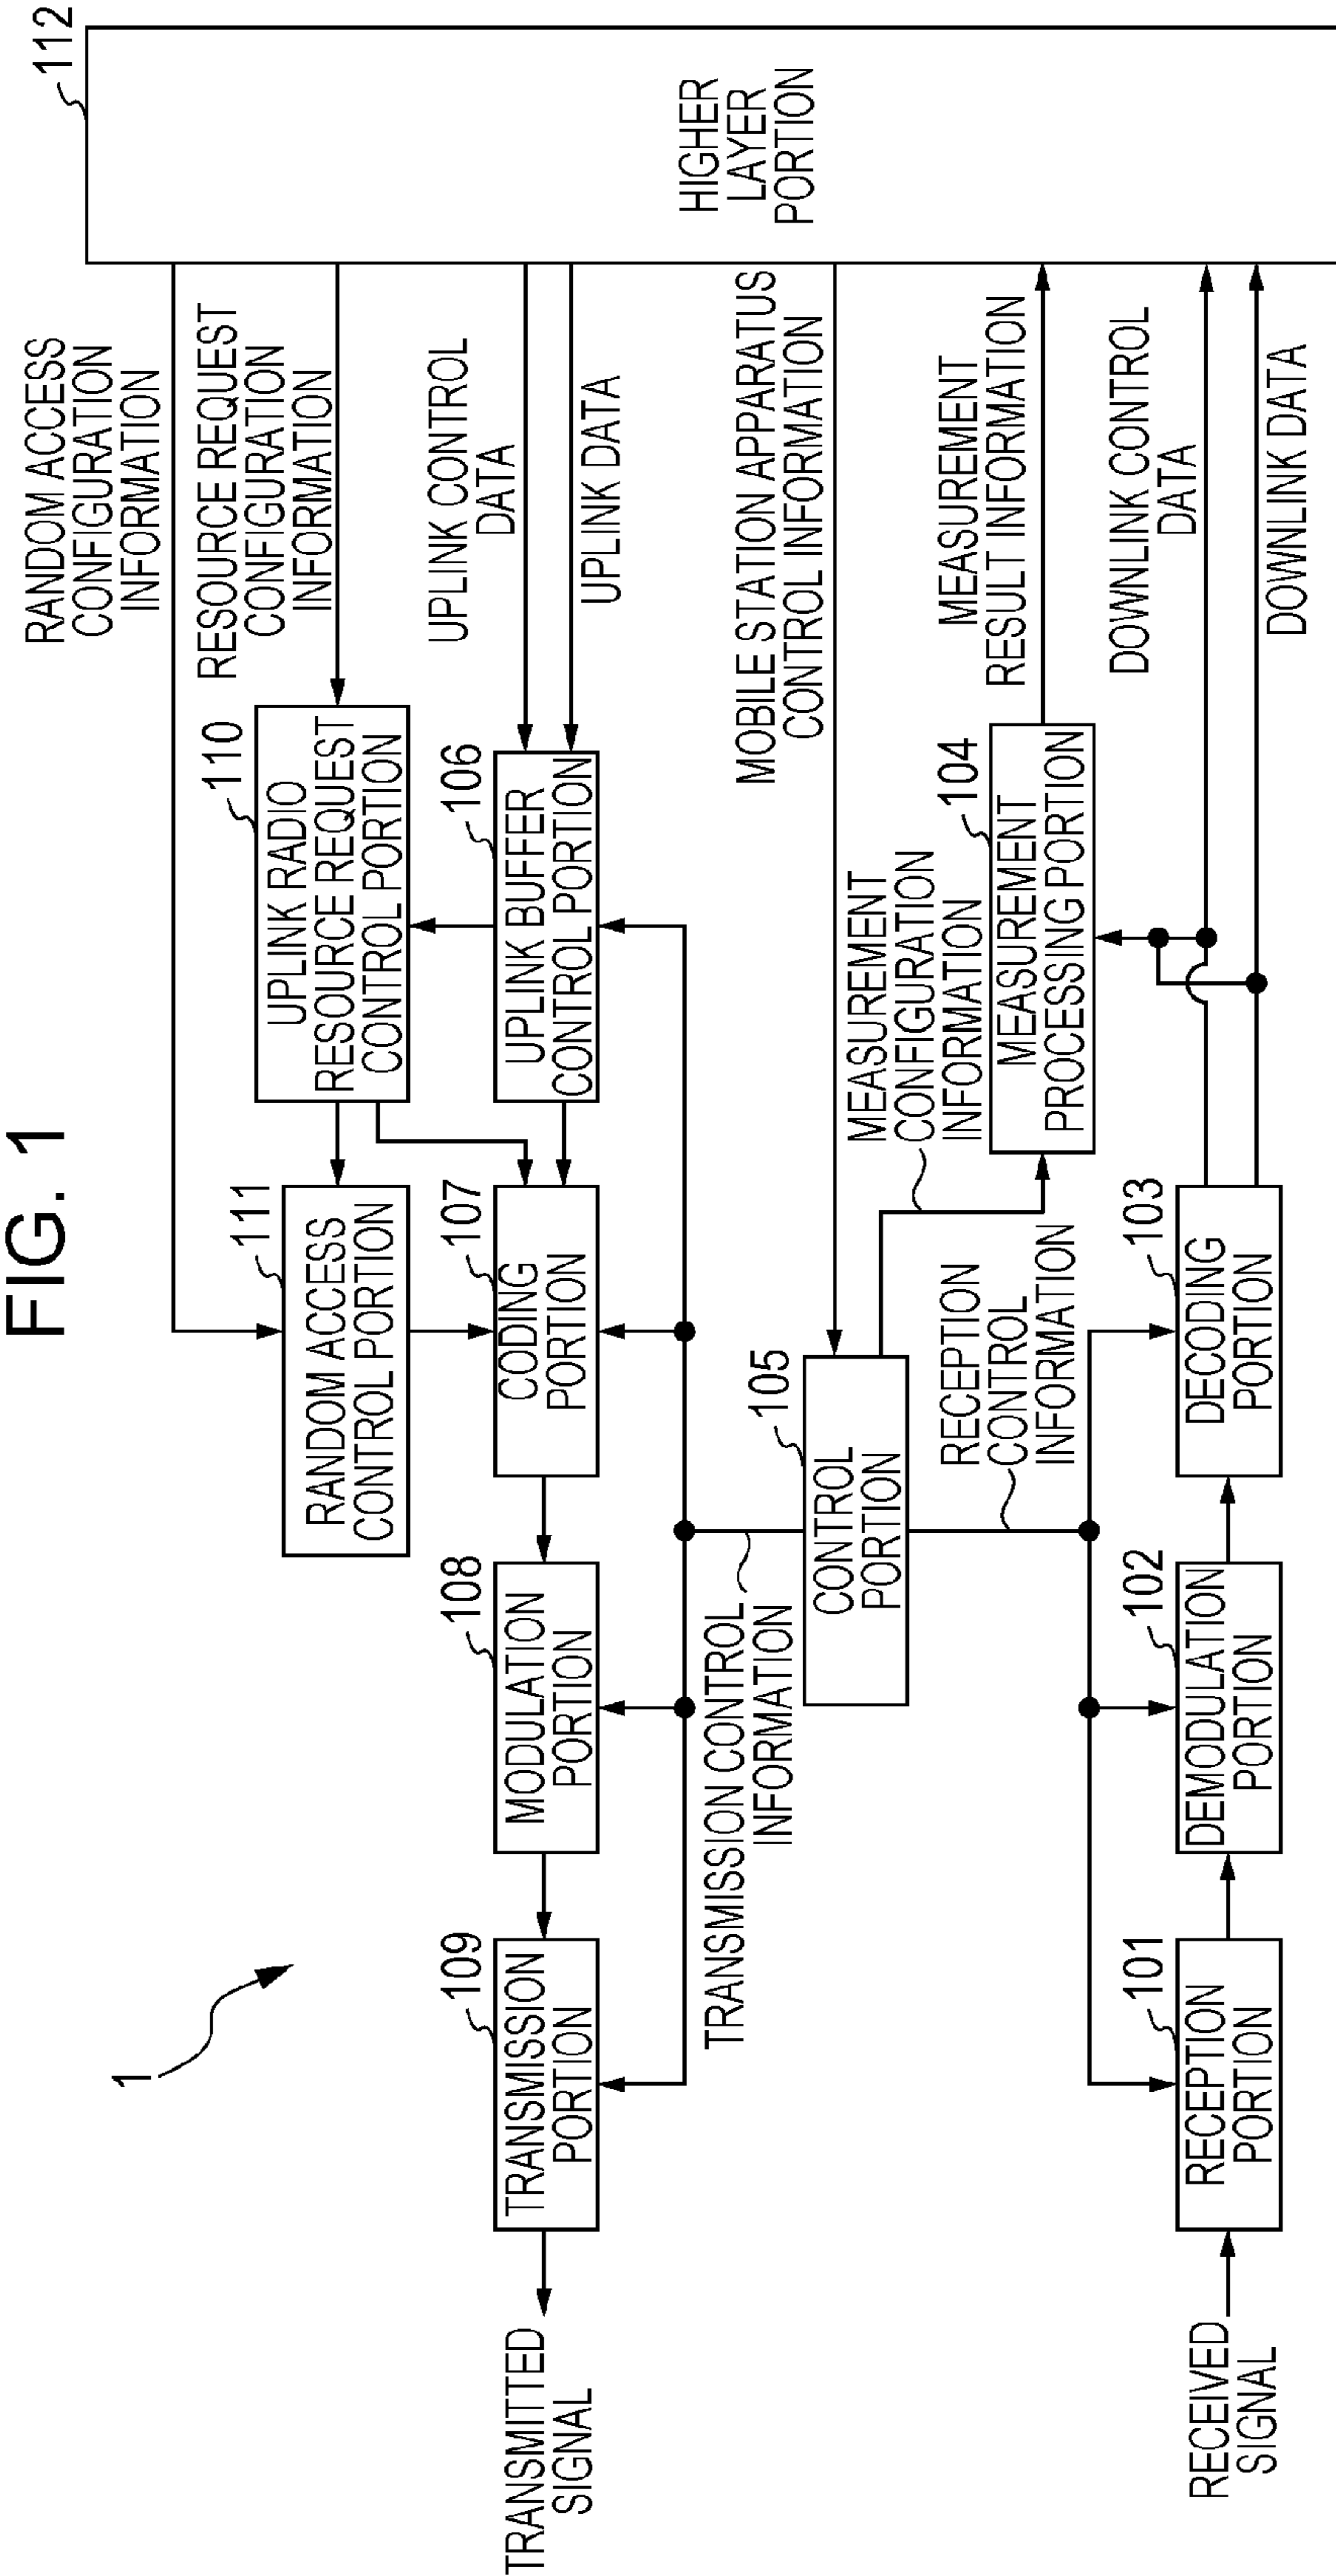 FIG. 1
1
112
HIGHER
LAYER
PORTION
RANDOM ACCESS
CONFIGURATION
INFORMATION
RESOURCE REQUEST
CONFIGURATION
INFORMATION
UPLINK CONTROL
DATA
UPLINK DATA
MOBILE STATION APPARATUS
CONTROL INFORMATION
MEASUREMENT
RESULT INFORMATION
DOWNLINK CONTROL
DATA
DOWNLINK DATA
110
UPLINK RADIO
RESOURCE REQUEST
CONTROL PORTION
106
UPLINK BUFFER
CONTROL PORTION
111
RANDOM ACCESS
CONTROL PORTION
107
CODING
PORTION
108
MODULATION
PORTION
109
TRANSMISSION
PORTION
TRANSMITTED
SIGNAL
TRANSMISSION CONTROL
INFORMATION
105
CONTROL
PORTION
MEASUREMENT
CONFIGURATION
INFORMATION
104
MEASUREMENT
PROCESSING PORTION
RECEPTION
CONTROL
INFORMATION
103
DECODING
PORTION
102
DEMODULATION
PORTION
101
RECEPTION
PORTION
RECEIVED
SIGNAL